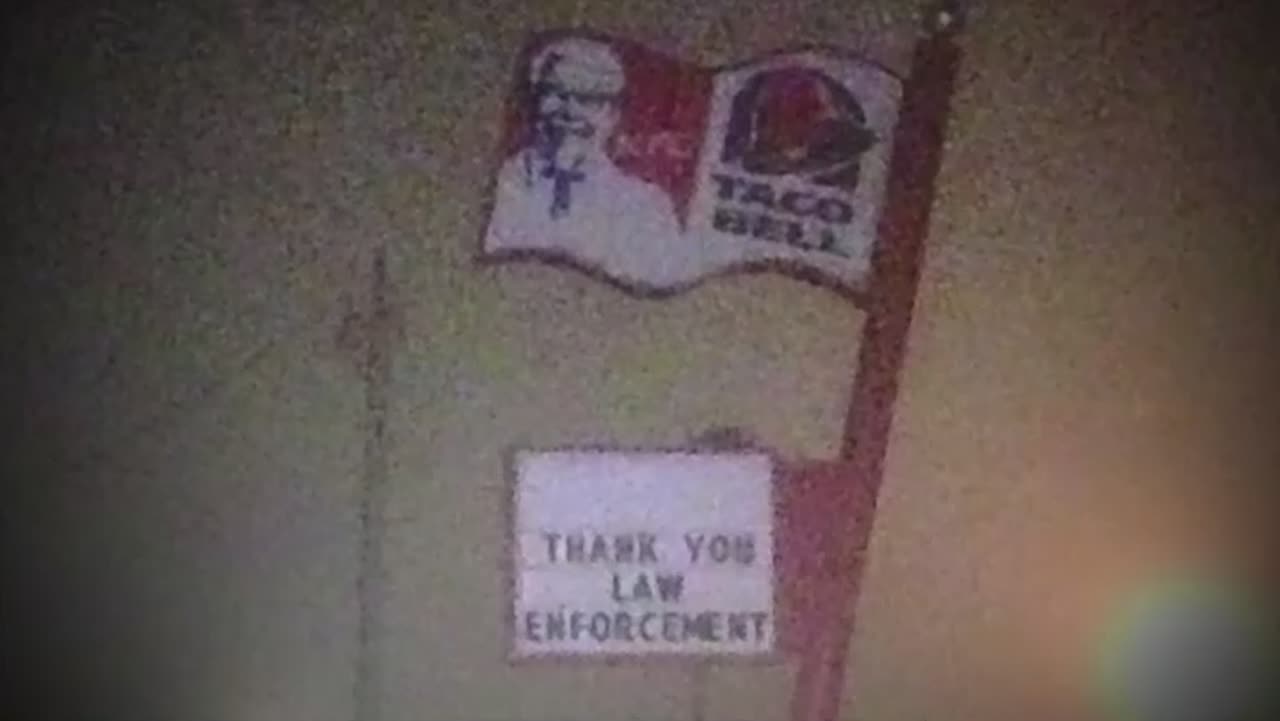 KFC
TACO
BELL
THANK YOU
LAW
ENFORCEMENT